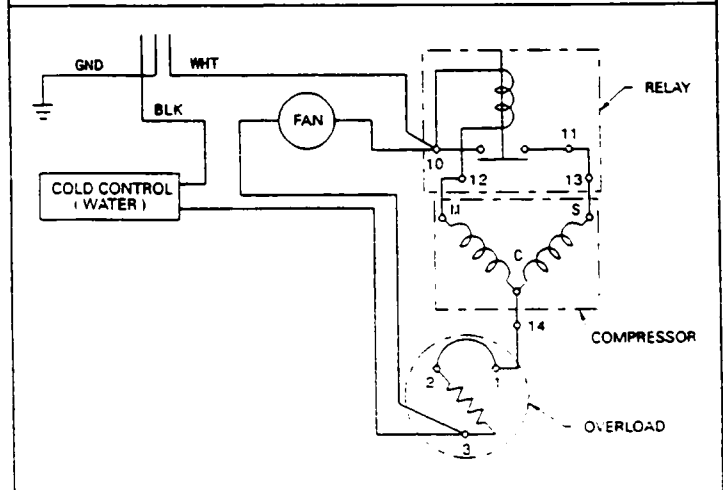 GND
WHT
BLK
FAN
RELAY
COLD CONTROL
(WATER)
10
11
12
13
S
C
14
COMPRESSOR
2
1
OVERLOAD
3